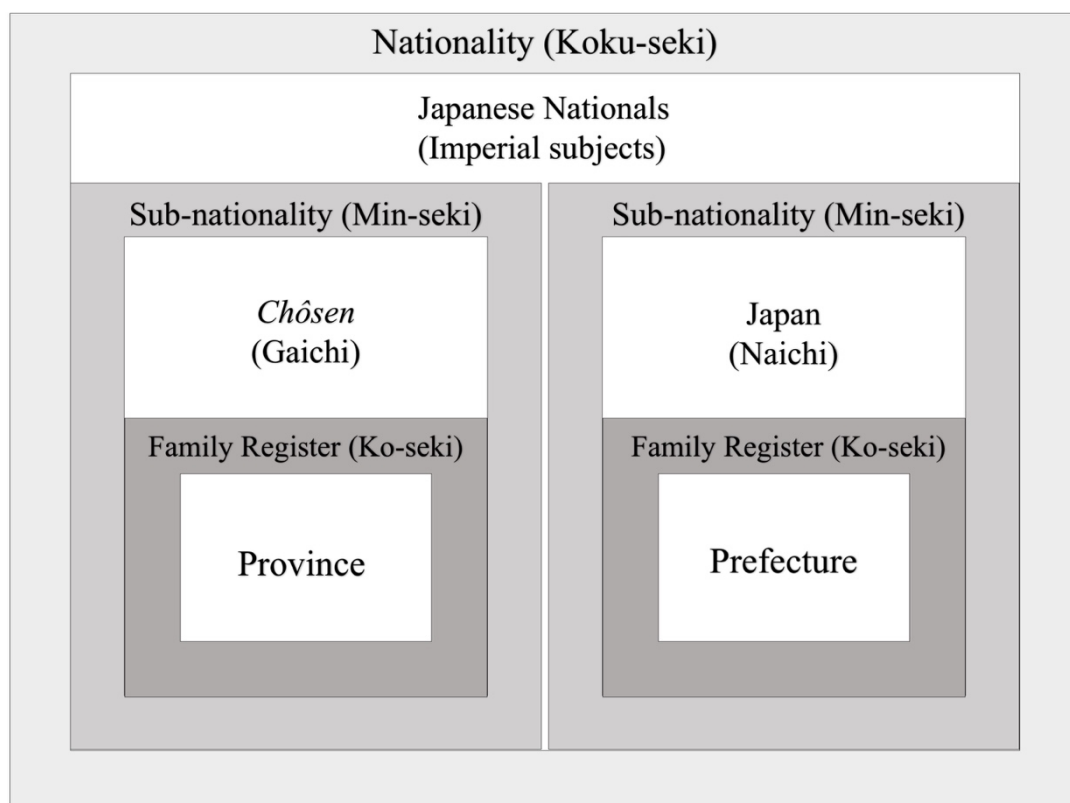 Nationality (Koku-seki)
Japanese Nationals
(Imperial subjects)
Sub-nationality (Min-seki)
Chôsen
(Gaichi)
Family Register (Ko-seki)
Province
Sub-nationality (Min-seki)
Japan
(Naichi)
Family Register (Ko-seki)
Prefecture